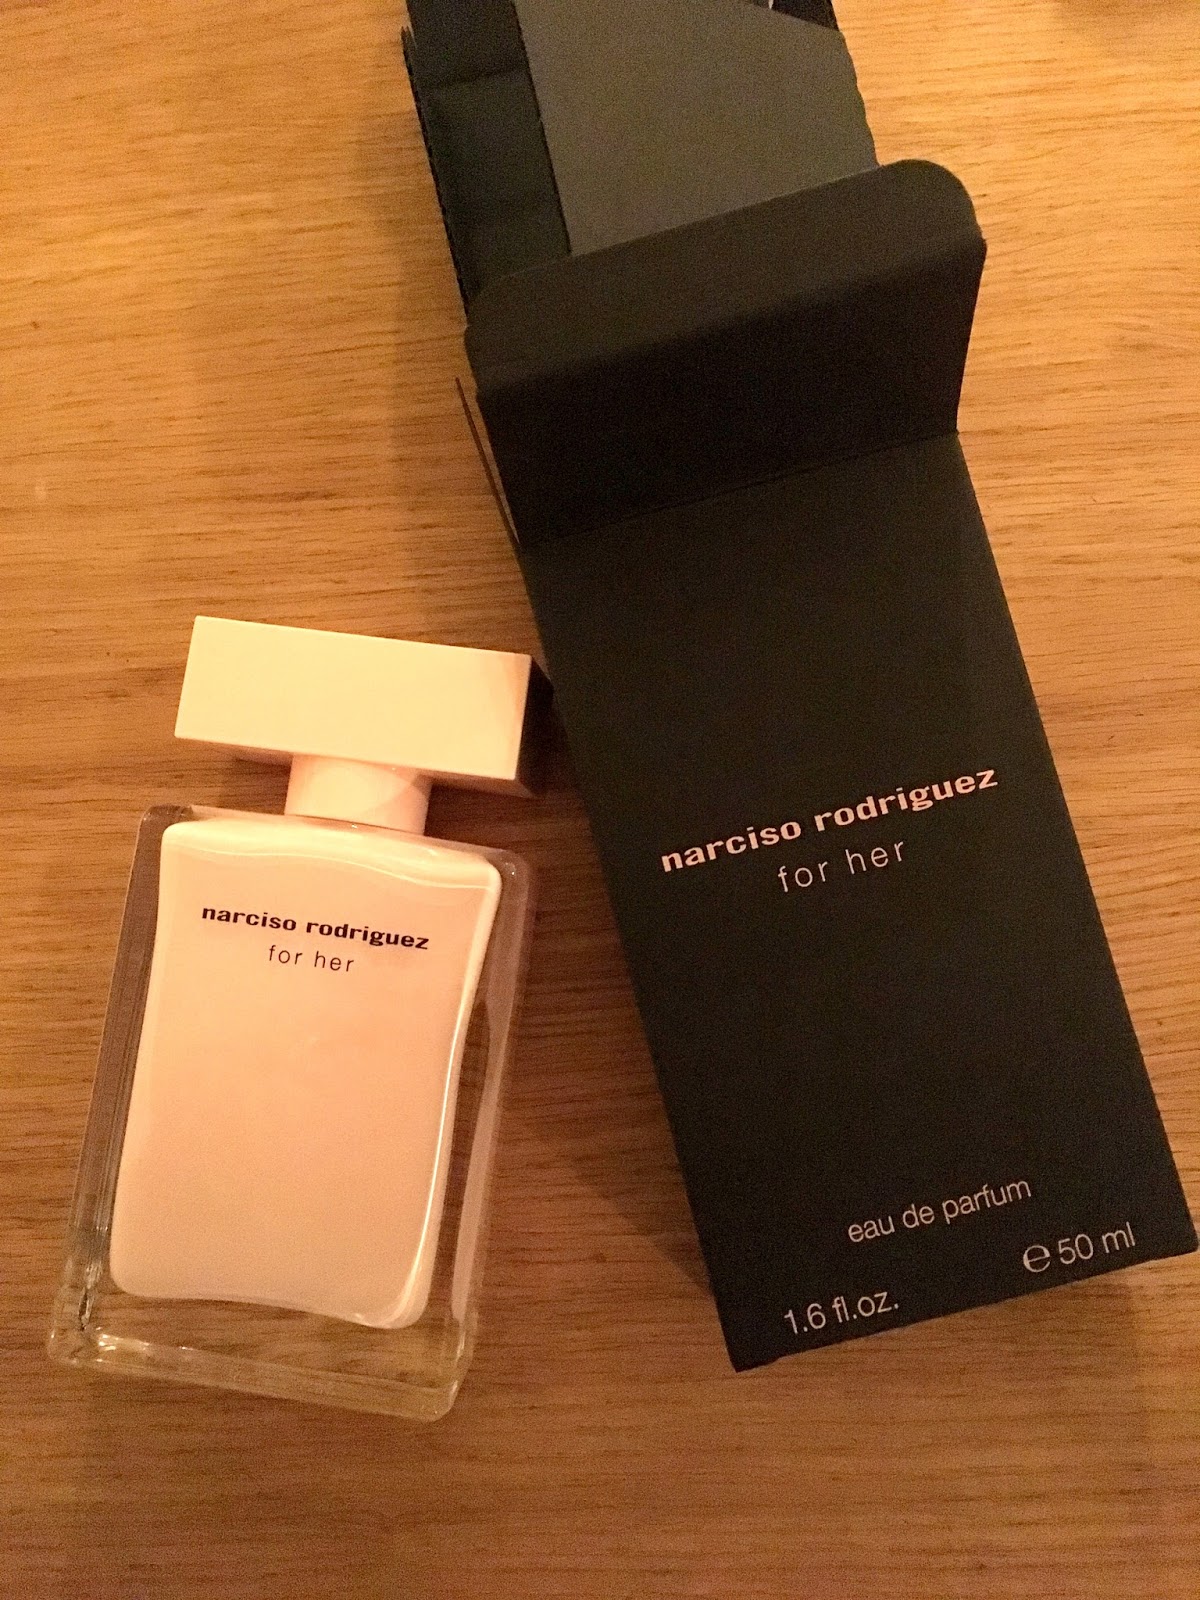 narciso rodriguez
for her
narciso rodriguez
for her
eau de parfum
1.6 fl.oz. ℮ 50 ml